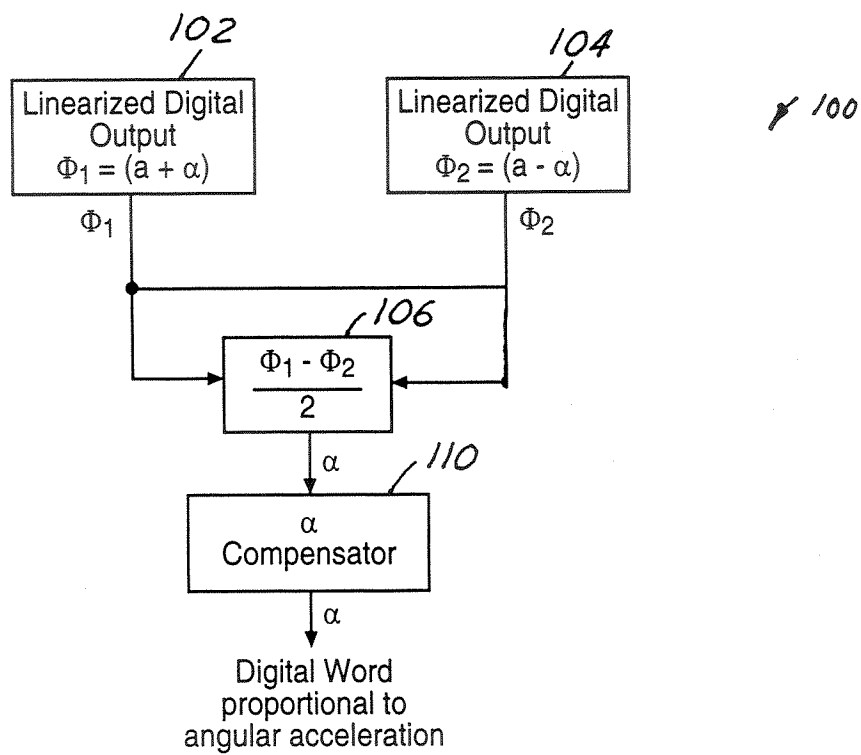 102
104
100
Linearized Digital
Output
Φ1 = (a + α)
Linearized Digital
Output
Φ2 = (a - α)
Φ1
Φ2
106
Φ1 - Φ2
2
α
110
α
Compensator
α
Digital Word
proportional to
angular acceleration